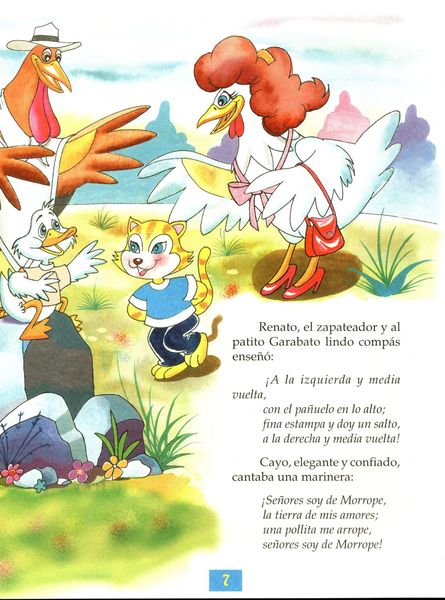 Renato, el zapateador y al
patito Garabato lindo compás
enseñó:
¡A la izquierda y media
vuelta,
con el pañuelo en lo alto;
fina estampa y doy un salto,
a la derecha y media vuelta!
Cayo, elegante y confiado,
cantaba una marinera:
¡Señores soy de Morrope,
la tierra de mis amores;
una pollita me arrope,
señores soy de Morrope!
7